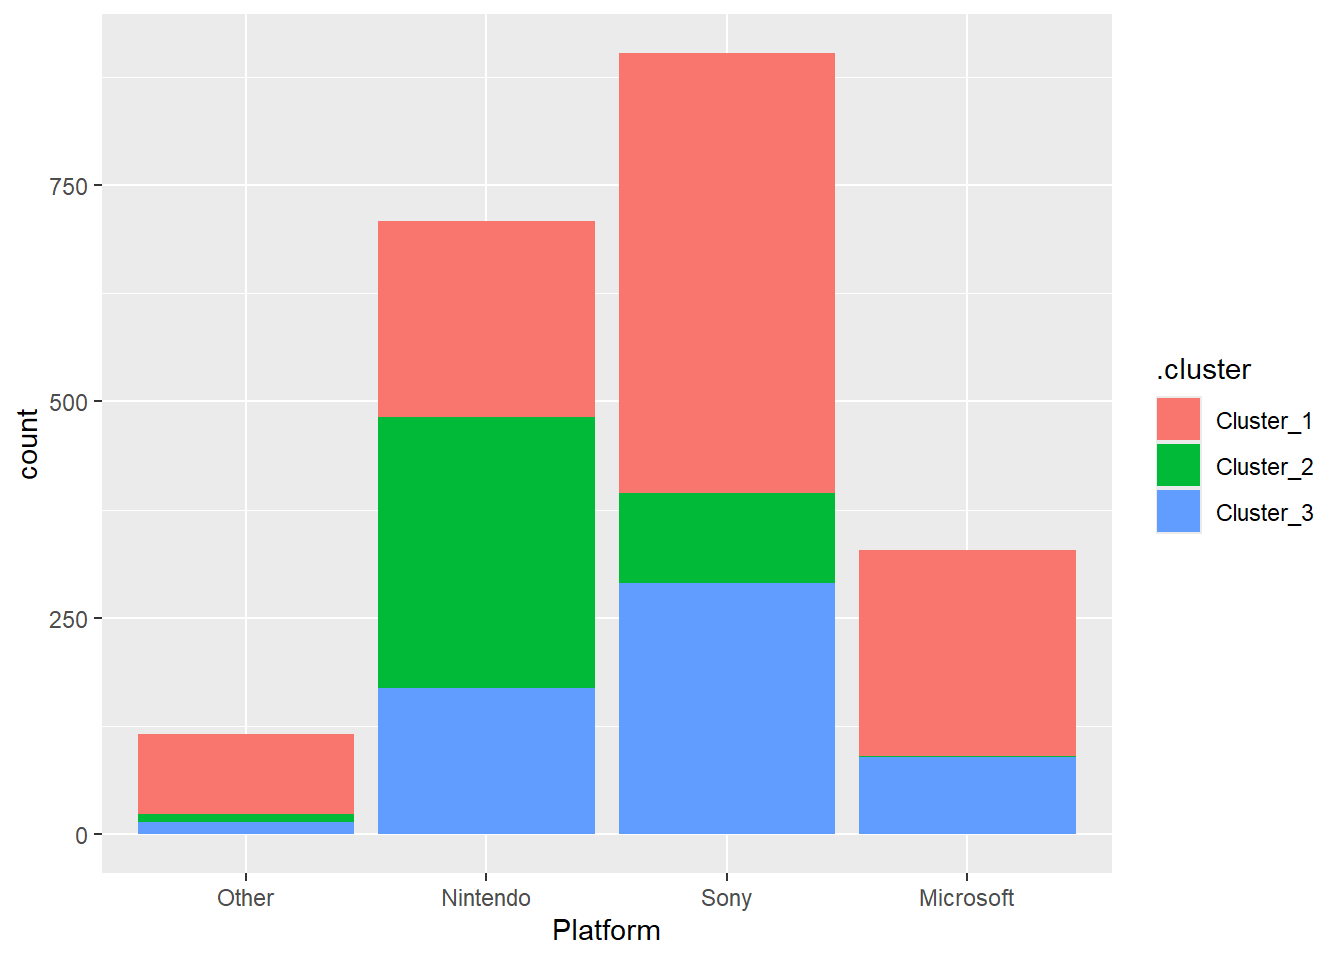 750
500
250
0
count
Other Nintendo Sony Microsoft
Platform
.cluster
Cluster_1
Cluster_2
Cluster_3